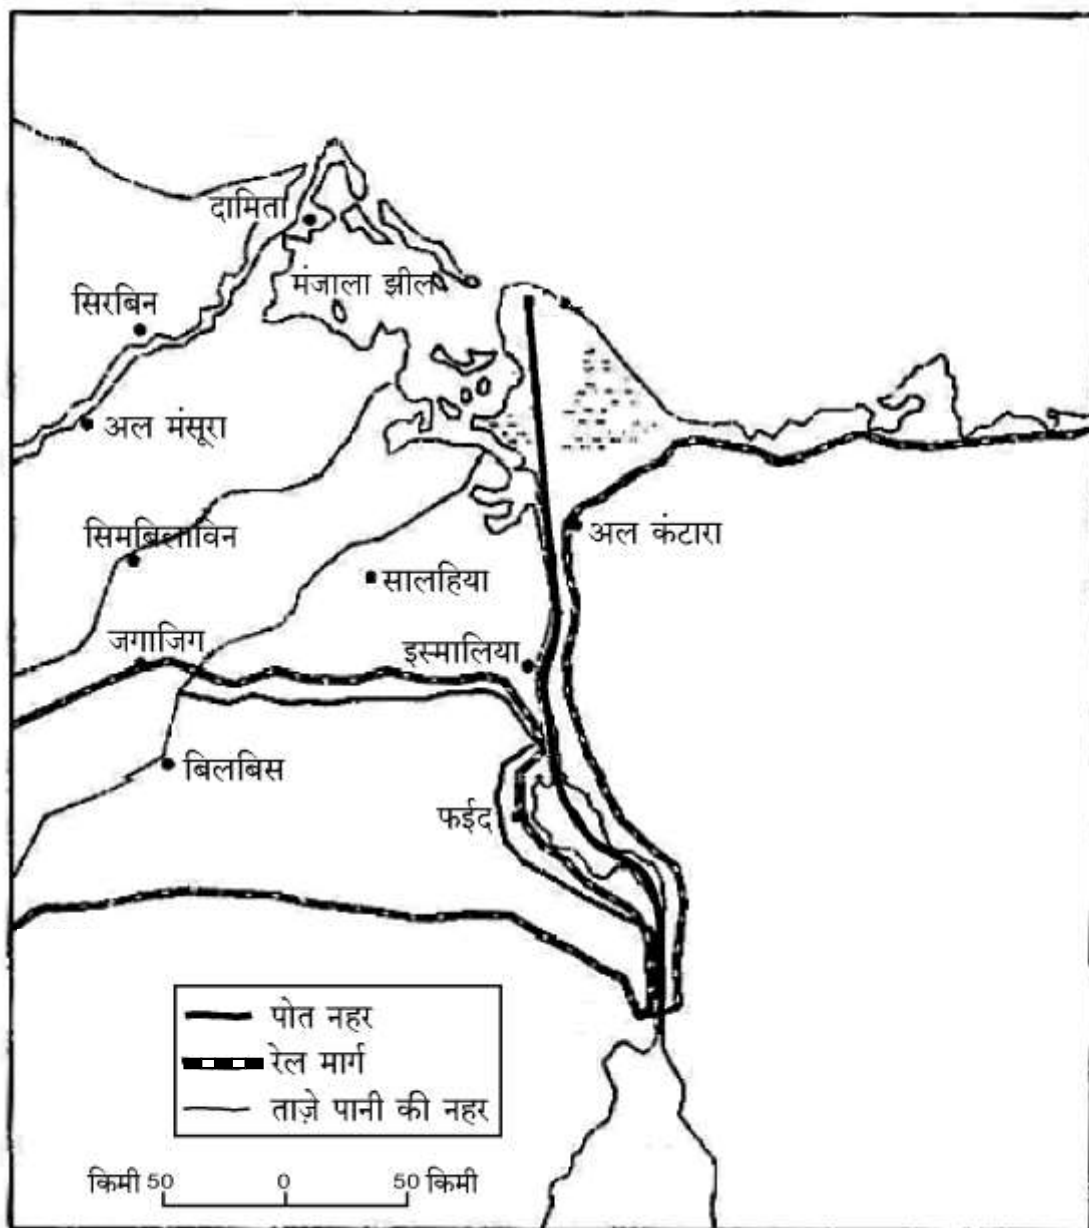 दामिता
मंजाला झील
सिरबिन
अल मंसूरा
सिमबिलाविन
अल कंटारा
सालहिया
जगाजिग
इस्मालिया
बिलबिस
फईद
पोत नहर
रेल मार्ग
ताज़े पानी की नहर
किमी 50 0 50 किमी